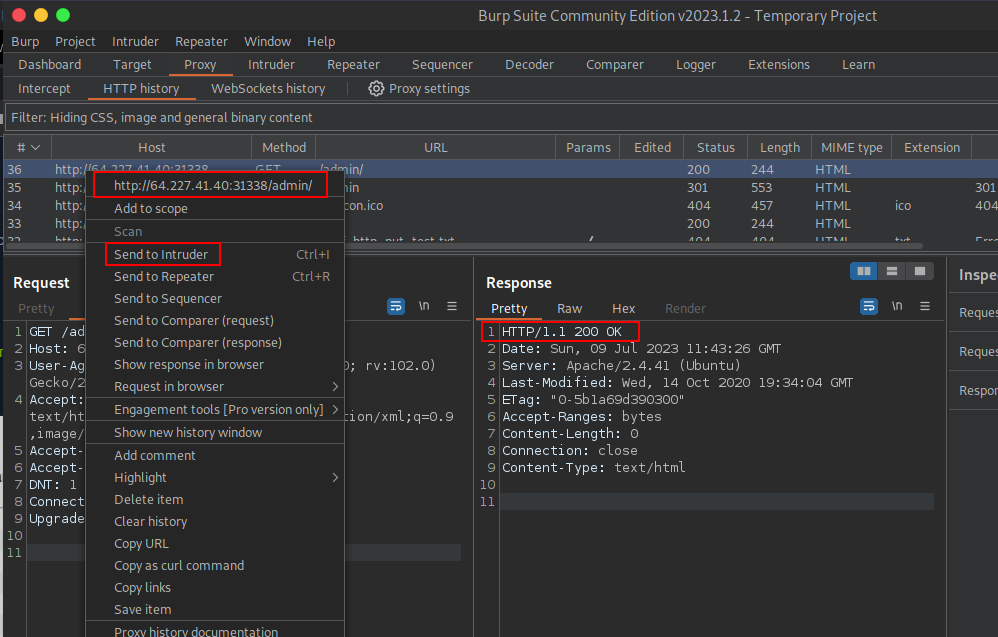 Burp Suite Community Edition v2023.1.2 - Temporary Project
Burp Project Intruder Repeater Window Help
Dashboard Target Proxy Intruder Repeater Sequencer Decoder Comparer Logger Extensions Learn
Intercept HTTP history WebSockets history Proxy settings
Filter: Hiding CSS, image and general binary content
# Host Method URL Params Edited Status Length MIME type Extension
36 http://64.227.41.40:31338 GET /admin/ 200 244 HTML
35 http: min 301 553 HTML 301
34 http: con.ico 404 457 HTML ico 404
33 http: 200 244 HTML
http://64.227.41.40:31338/admin/
Add to scope
Scan
Send to Intruder Ctrl+I
Send to Repeater Ctrl+R
Send to Sequencer
Send to Comparer (request)
Send to Comparer (response)
Show response in browser
Request in browser
Engagement tools [Pro version only]
Show new history window
Add comment
Highlight
Delete item
Clear history
Copy URL
Copy as curl command
Copy links
Save item
Proxy history documentation
Request
Pretty
\n
1 GET /ad
2 Host: 6
3 User-Ag 0; rv:102.0)
Gecko/2
4 Accept:
text/ht tion/xml;q=0.9
,image/
5 Accept-
6 Accept-
7 DNT: 1
8 Connect
9 Upgrade
10
11
Response
Pretty Raw Hex Render
\n
1 HTTP/1.1 200 OK
2 Date: Sun, 09 Jul 2023 11:43:26 GMT
3 Server: Apache/2.4.41 (Ubuntu)
4 Last-Modified: Wed, 14 Oct 2020 19:34:04 GMT
5 ETag: "0-5b1a69d390300"
6 Accept-Ranges: bytes
7 Content-Length: 0
8 Connection: close
9 Content-Type: text/html
10
11
Inspe
Reques
Reques
Respon